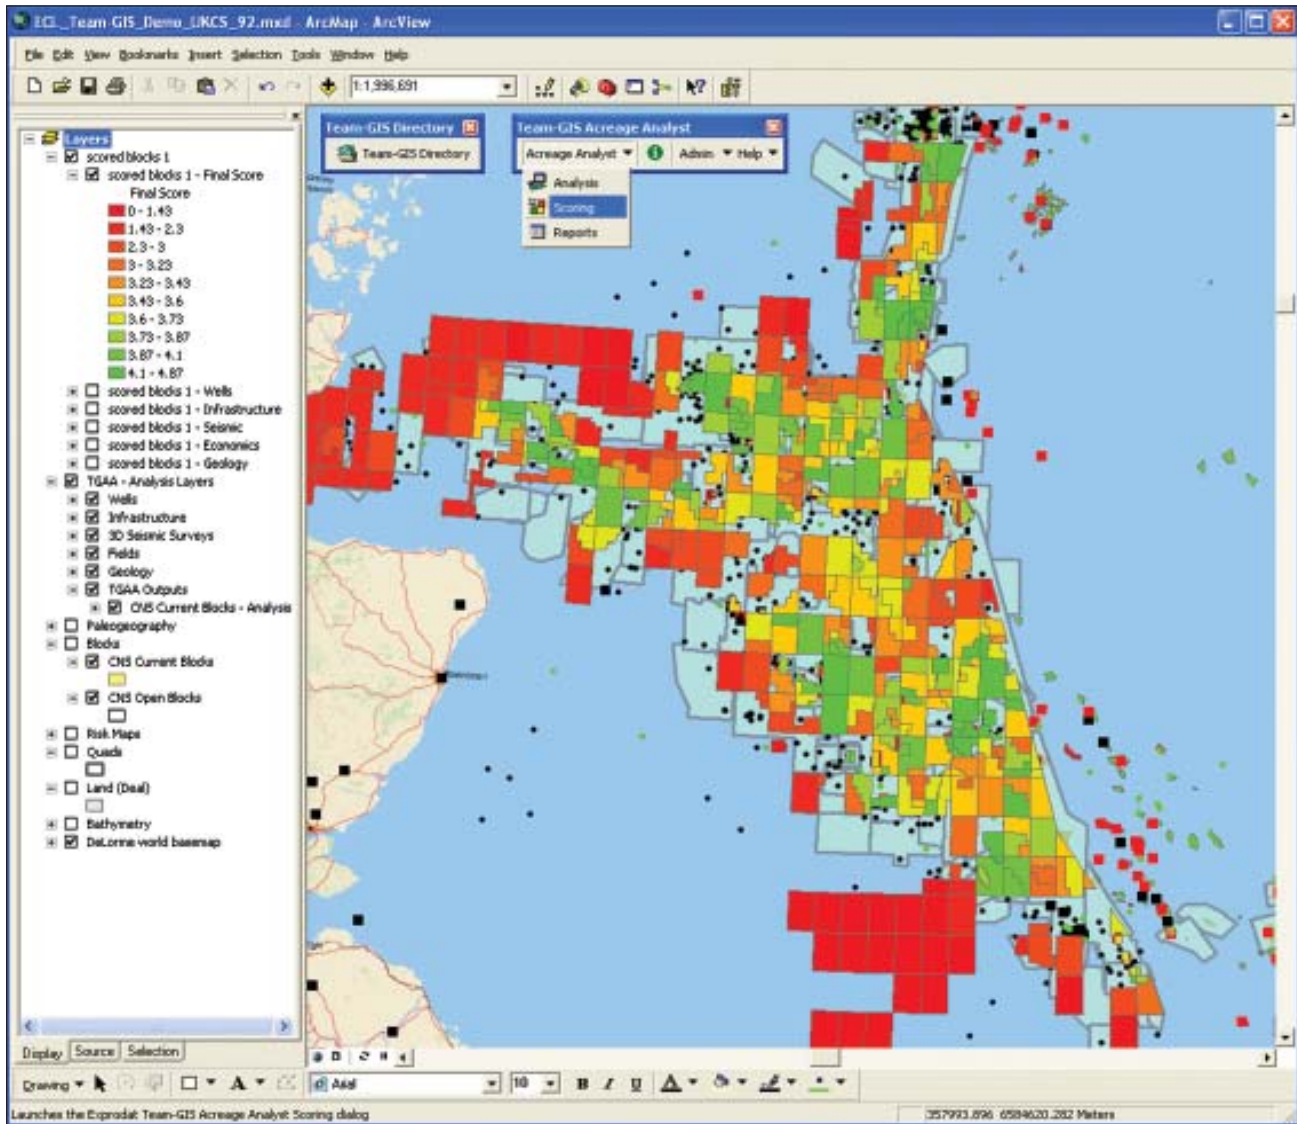 ECL_Team-GIS_Demo_UKCS_92.mxd - ArcMap - ArcView
File Edit View Bookmarks Insert Selection Tools Window Help
1:1,996,691
Layers
scored blocks 1
scored blocks 1 - Final Score
Final Score
0 - 1.43
1.43 - 2.3
2.3 - 3
3 - 3.23
3.23 - 3.43
3.43 - 3.6
3.6 - 3.73
3.73 - 3.87
3.87 - 4.1
4.1 - 4.87
scored blocks 1 - Wells
scored blocks 1 - Infrastructure
scored blocks 1 - Seismic
scored blocks 1 - Economics
scored blocks 1 - Geology
TGAA - Analysis Layers
Wells
Infrastructure
3D Seismic Surveys
Fields
Geology
TGAA Outputs
CNS Current Blocks - Analysis
Paleogeography
Blocks
CNS Current Blocks
CNS Open Blocks
Risk Maps
Quads
Land (Deal)
Bathymetry
DeLorme world basemap
Display Source Selection
Team-GIS Directory
Team-GIS Directory
Team-GIS Acreage Analyst
Acreage Analyst Admin Help
Analysis
Scoring
Reports
Drawing A Arial 10 B I U A
Launches the Exprodat Team-GIS Acreage Analyst Scoring dialog
357993.896 6584620.282 Meters